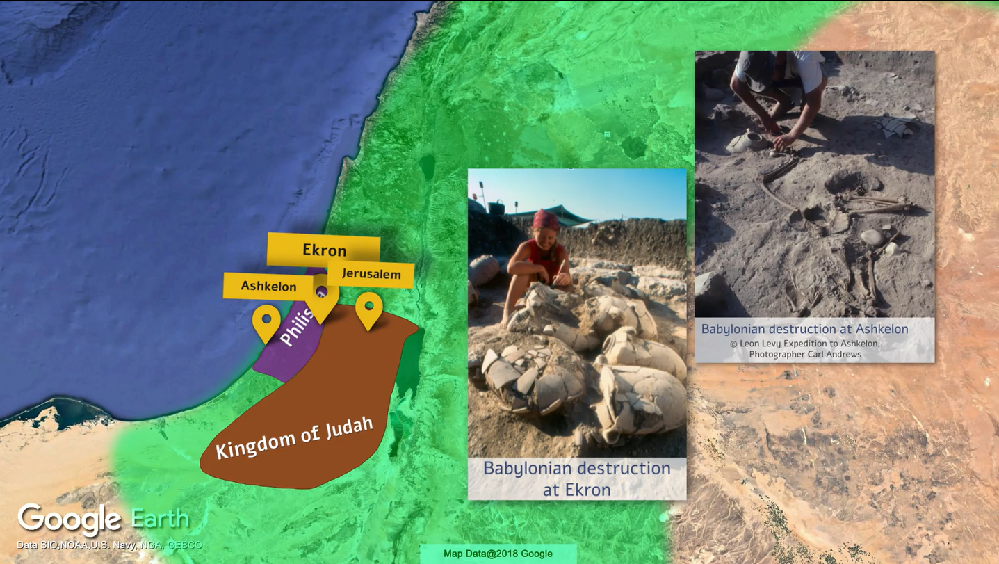 Ekron
Jerusalem
Ashkelon
Philis
Kingdom of Judah
Babylonian destruction
at Ekron
Babylonian destruction at Ashkelon
© Leon Levy Expedition to Ashkelon,
Photographer Carl Andrews
Google Earth
Data SIO,NOAA,U.S. Navy, NGA, GEBCO
Map Data@2018 Google